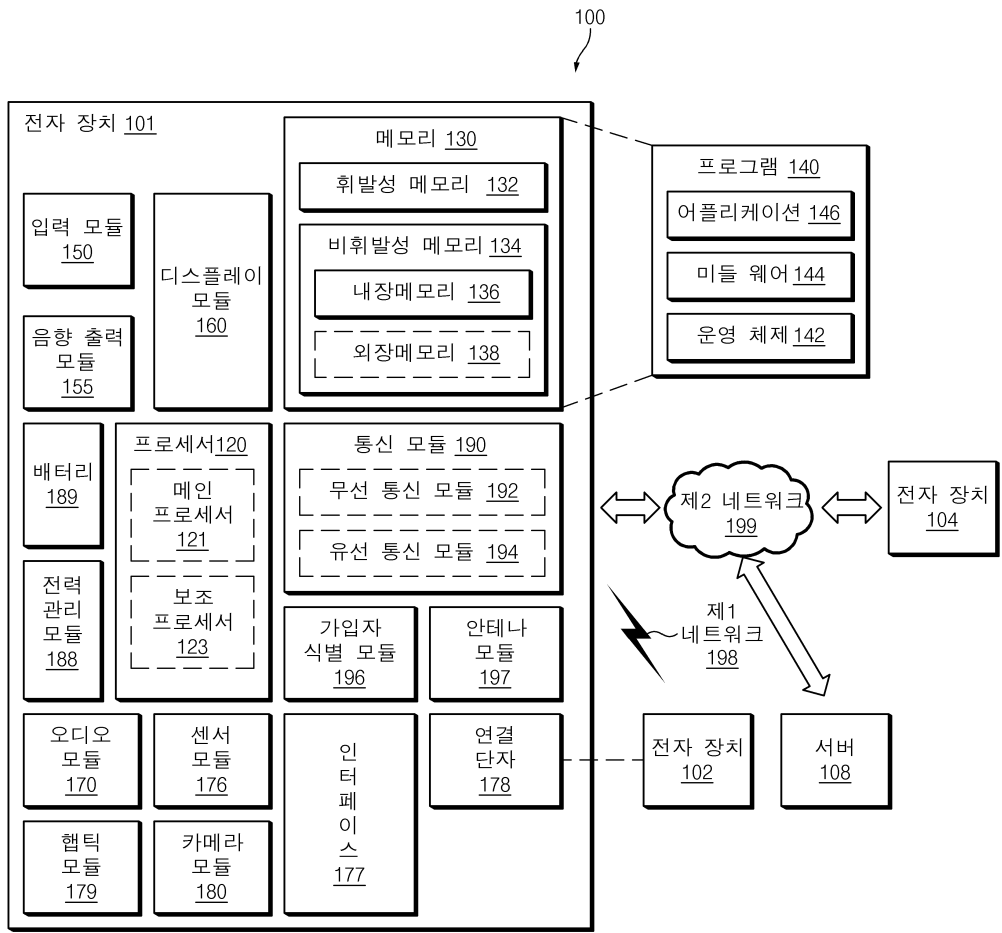 100
전자 장치 101
메모리 130
휘발성 메모리 132
비휘발성 메모리 134
내장메모리 136
외장메모리 138
프로그램 140
어플리케이션 146
미들 웨어 144
운영 체제 142
입력 모듈
150
디스플레이
모듈
160
음향 출력
모듈
155
배터리
189
프로세서120
메인
프로세서
121
보조
프로세서
123
통신 모듈 190
무선 통신 모듈 192
유선 통신 모듈 194
제2 네트워크
199
전자 장치
104
전력
관리
모듈
188
가입자
식별 모듈
196
안테나
모듈
197
제1
네트워크
198
오디오
모듈
170
센서
모듈
176
인
터
페
이
스
177
연결
단자
178
전자 장치
102
서버
108
햅틱
모듈
179
카메라
모듈
180